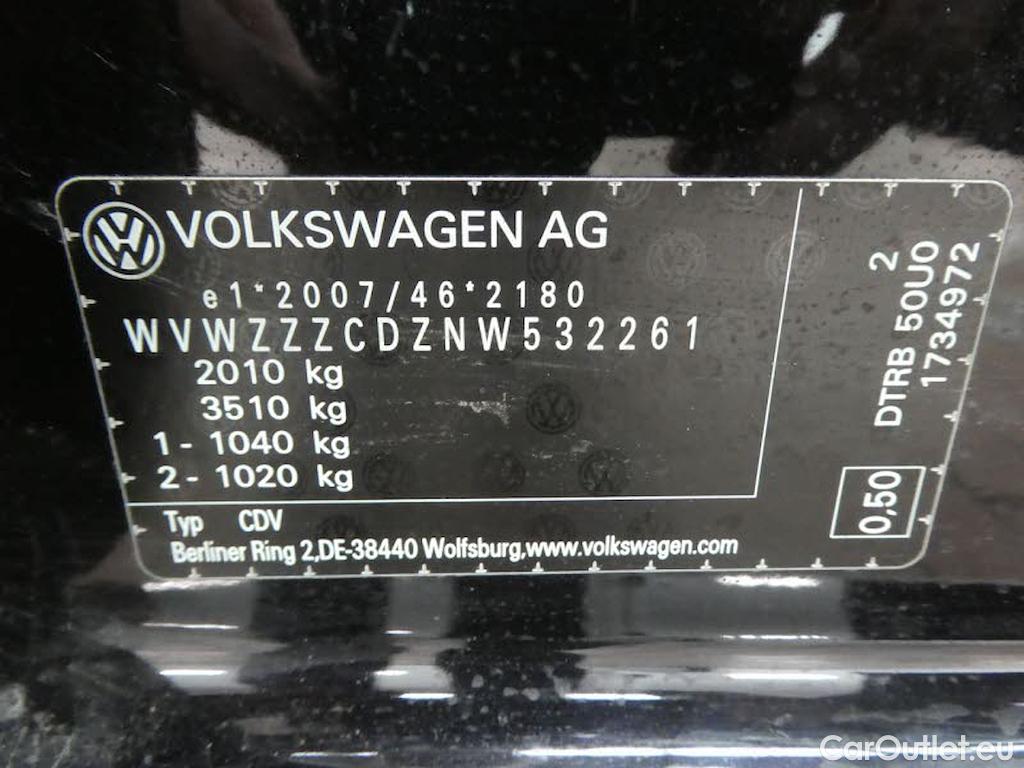 VOLKSWAGEN AG
e1*2007/46*2180
WVWZZZCDZNW532261
2010 kg
3510 kg
1- 1040 kg
2- 1020 kg
Typ CDV
Berliner Ring 2,DE-38440 Wolfsburg,www.volkswagen.com
2
DTRB 50U0
1734972
0,50
CarOutlet.eu